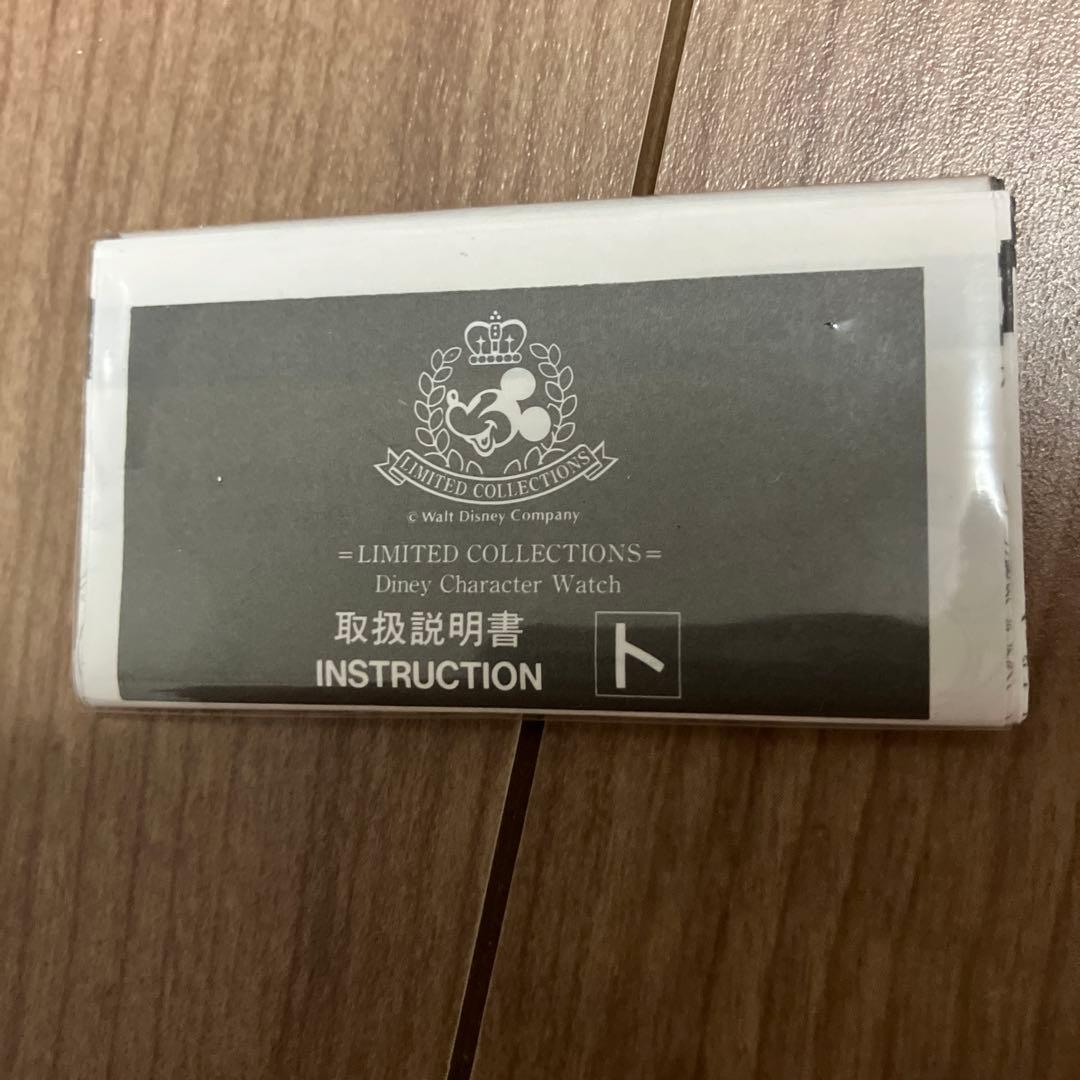 LIMITED COLLECTIONS
© Walt Disney Company
=LIMITED COLLECTIONS=
Diney Character Watch
取扱説明書
INSTRUCTION
ト